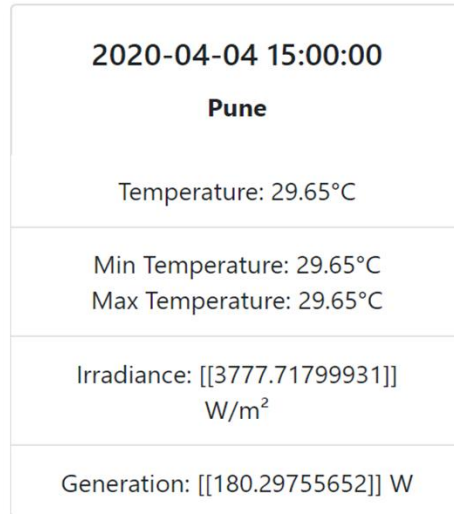 2020-04-04 15:00:00
Pune
Temperature: 29.65°C
Min Temperature: 29.65°C
Max Temperature: 29.65°C
Irradiance: [[3777.71799931]]
W/m²
Generation: [[180.29755652]] W